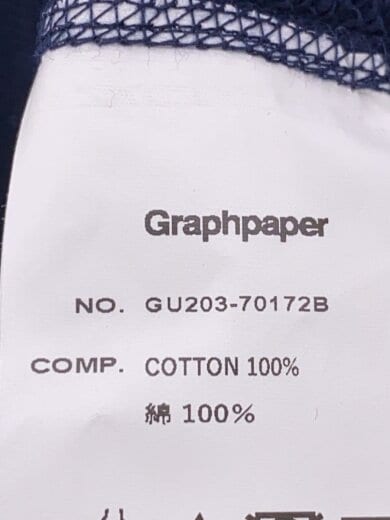 Graphpaper
NO. GU203-70172B
COMP. COTTON 100%
綿 100%